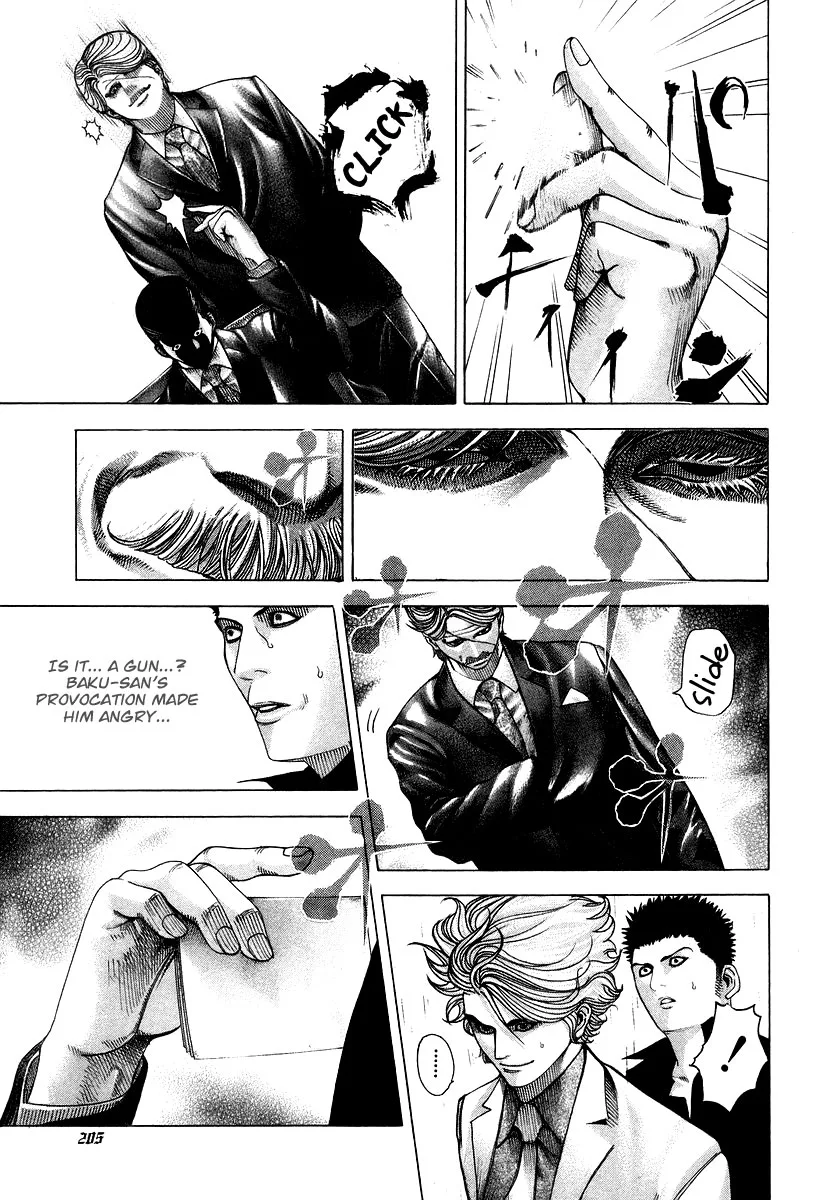 CLICK
slide
IS IT... A GUN...?
BAKU-SAN'S
PROVOCATION MADE
HIM ANGRY...
!
......
205